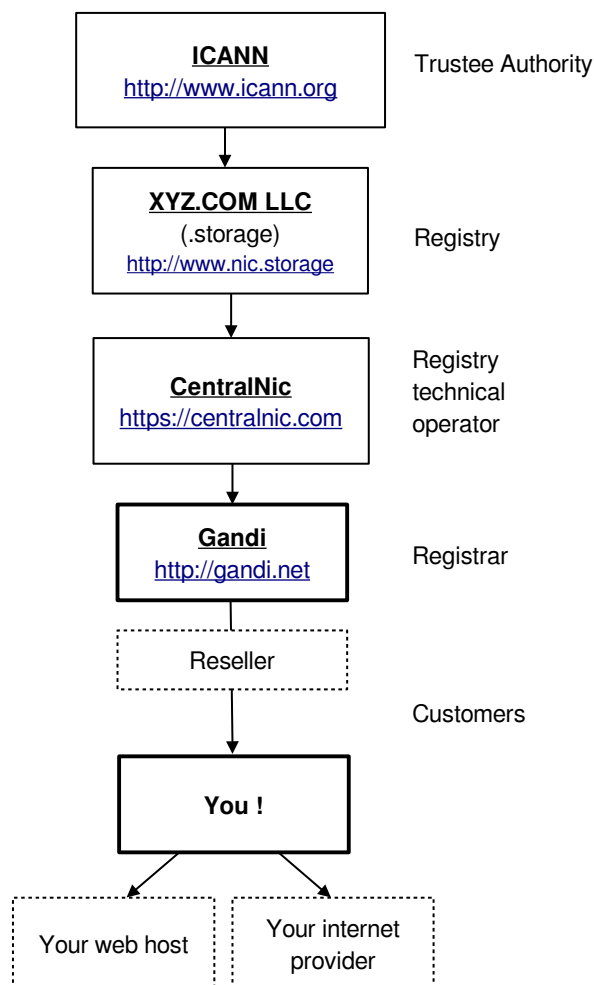 ICANN
http://www.icann.org
Trustee Authority
XYZ.COM LLC
(.storage)
http://www.nic.storage
Registry
CentralNic
https://centralnic.com
Registry
technical
operator
Gandi
http://gandi.net
Registrar
Reseller
Customers
You !
Your web host
Your internet
provider